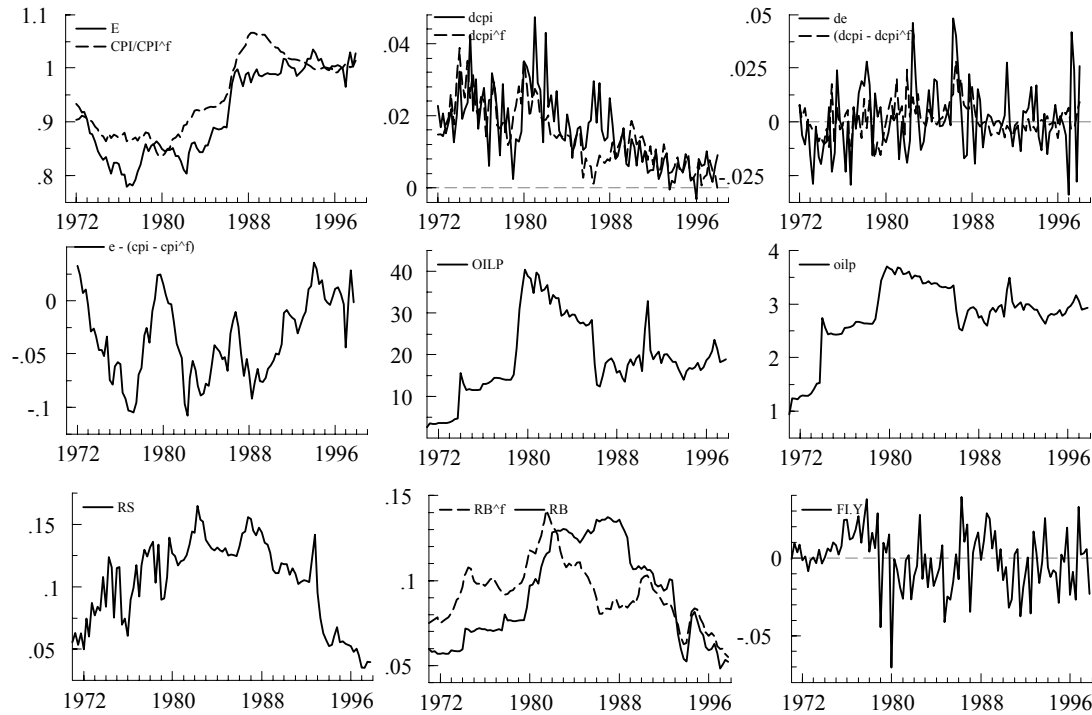 1.1
E
CPI/CPI^f
1
.9
.8
1972 1980 1988 1996
dcpi
dcpi^f
.04
.02
0
1972 1980 1988 1996
.05
de
(dcpi - dcpi^f)
.025
0
-.025
1972 1980 1988 1996
e - (cpi - cpi^f)
0
-.05
-.1
1972 1980 1988 1996
OILP
40
30
20
10
1972 1980 1988 1996
4
oilp
3
2
1
1972 1980 1988 1996
RS
.15
.1
.05
1972 1980 1988 1996
.15
RB^f RB
.1
.05
1972 1980 1988 1996
FI.Y
0
-.05
1972 1980 1988 1996